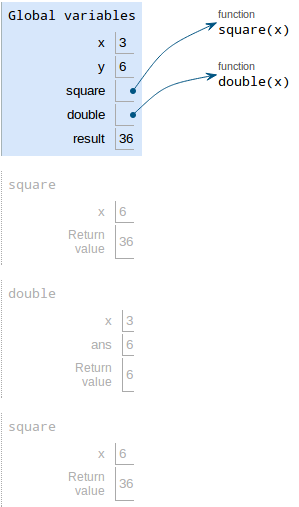 Global variables
x 3
y 6
square
double
result 36
function
square(x)
function
double(x)
square
x 6
Return
value 36
double
x 3
ans 6
Return
value 6
square
x 6
Return
value 36